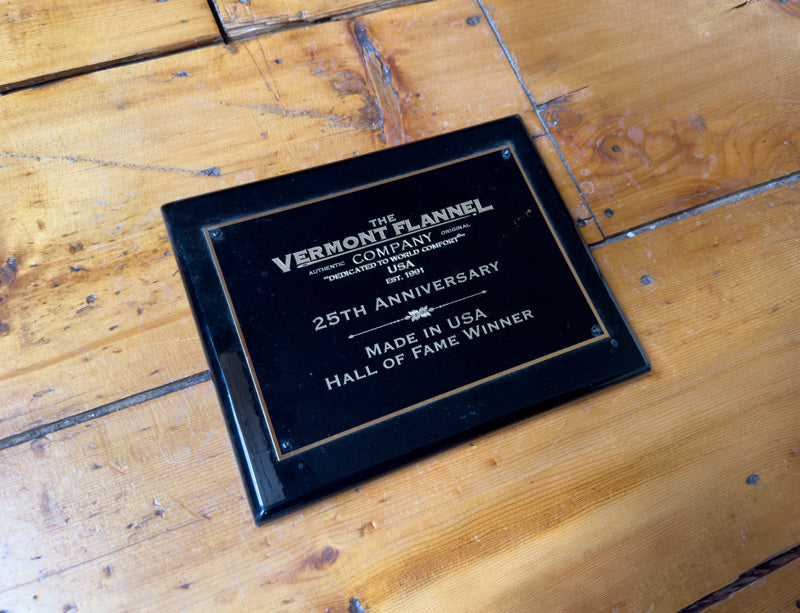 THE
VERMONT FLANNEL
AUTHENTIC COMPANY ORIGINAL
"DEDICATED TO WORLD COMFORT"™
USA
EST. 1991
25TH ANNIVERSARY
MADE IN USA
HALL OF FAME WINNER